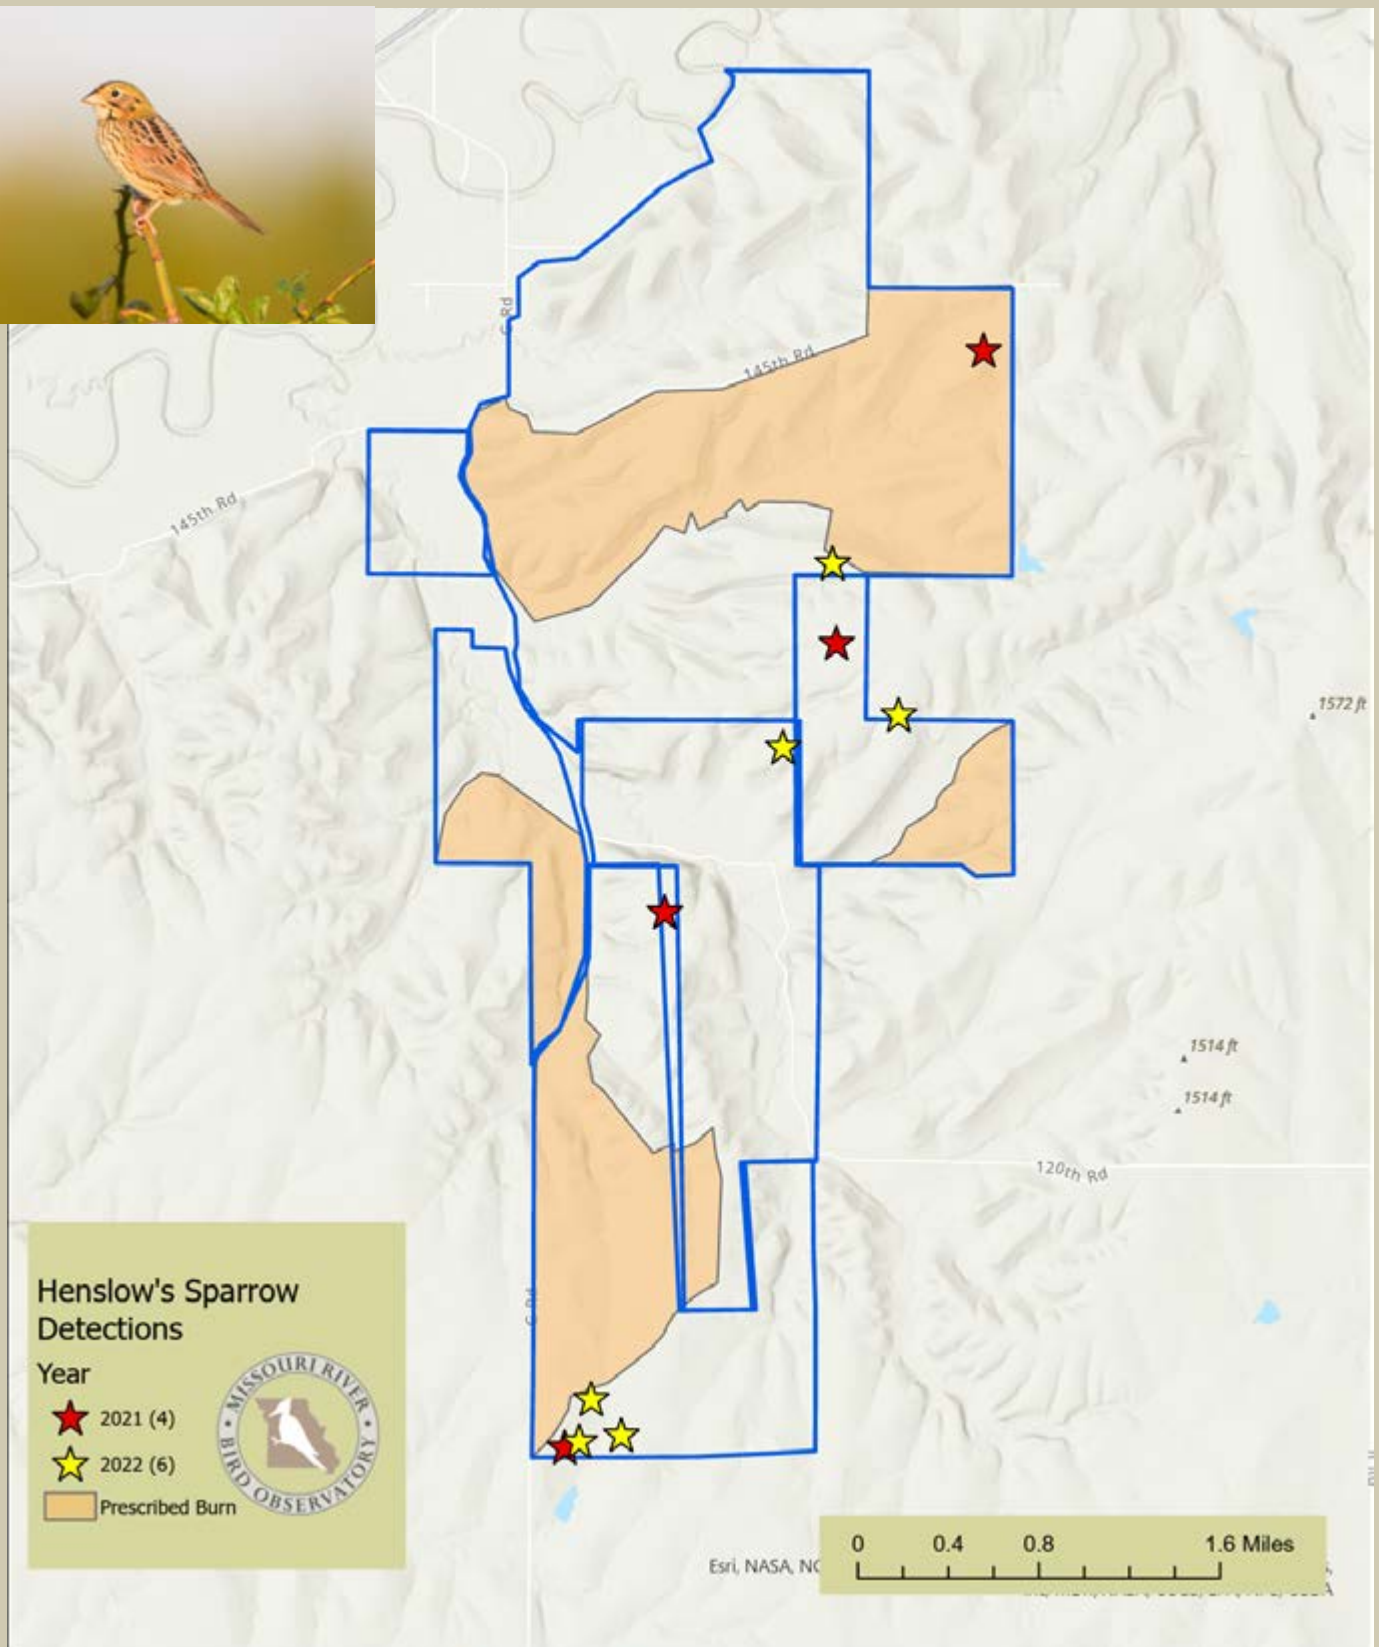 C Rd
145th Rd
145th Rd
1572 ft
1514 ft
1514 ft
120th Rd
C Rd
Henslow's Sparrow
Detections
Year
2021 (4)
2022 (6)
Prescribed Burn
MISSOURI RIVER
BIRD OBSERVATORY
0 0.4 0.8 1.6 Miles
Esri, NASA,